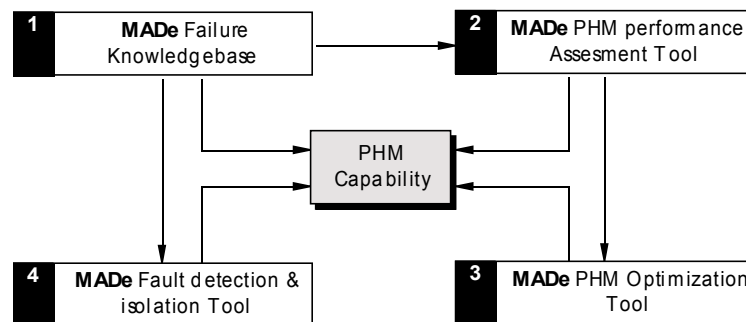 1
MADe Failure
Knowledgebase
2
MADe PHM performance
Assesment Tool
PHM
Capability
4
MADe Fault detection &
isolation Tool
3
MADe PHM Optimization
Tool